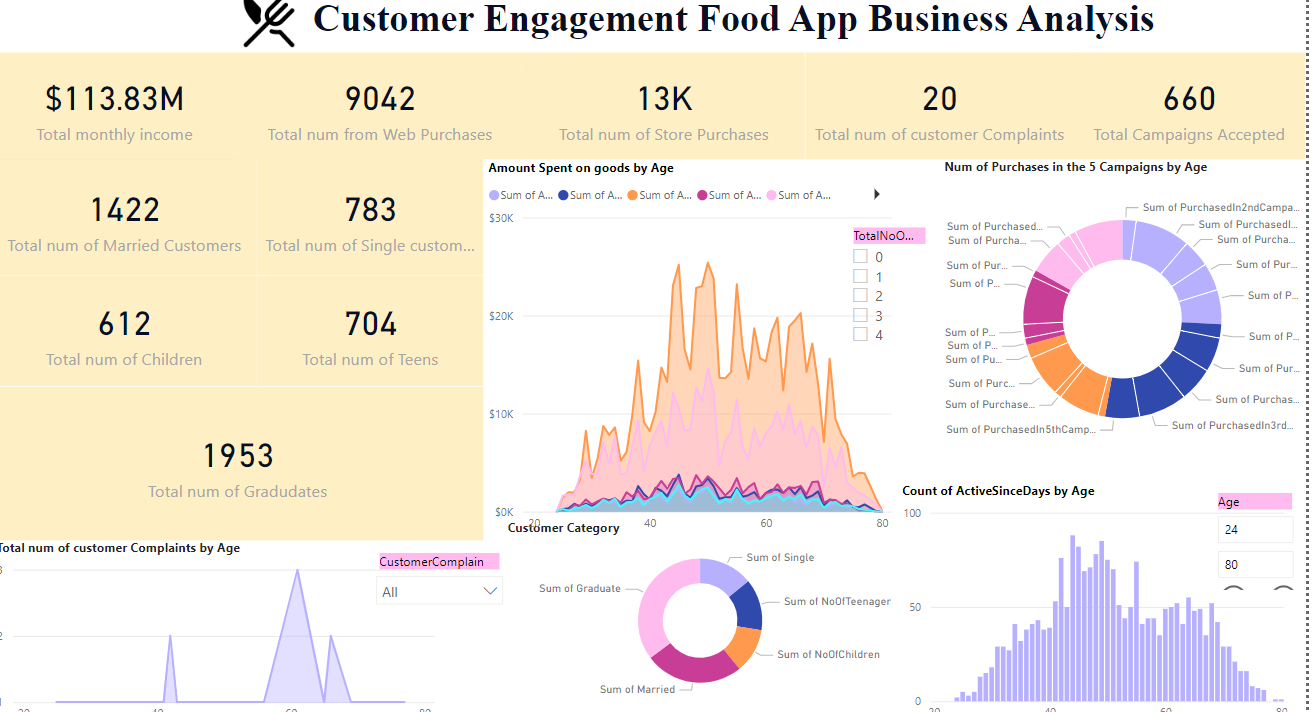 Customer Engagement Food App Business Analysis
$113.83M
Total monthly income
9042
Total num from Web Purchases
13K
Total num of Store Purchases
20
Total num of customer Complaints
660
Total Campaigns Accepted
1422
Total num of Married Customers
783
Total num of Single custom...
612
Total num of Children
704
Total num of Teens
1953
Total num of Gradudates
Amount Spent on goods by Age
Sum of A... Sum of A... Sum of A... Sum of A... Sum of A...
$30K
$20K
$10K
$0K
20 40 60 80
TotalNoO...
0
1
2
3
4
Num of Purchases in the 5 Campaigns by Age
Sum of PurchasedIn2ndCampa...
Sum of PurchasedI...
Sum of Purcha...
Sum of Pur...
Sum of P...
Sum of P...
Sum of Pur...
Sum of Purchas...
Sum of PurchasedIn3rd...
Sum of PurchasedIn5thCamp...
Sum of Purchase...
Sum of Purc...
Sum of Pu...
Sum of P...
Sum of P...
Sum of P...
Sum of Pur...
Sum of Purcha...
Sum of Purchased...
Total num of customer Complaints by Age
3
2
1
20 40 60 80
CustomerComplain
All
Customer Category
Sum of Single
Sum of NoOfTeenager
Sum of NoOfChildren
Sum of Married
Sum of Graduate
Count of ActiveSinceDays by Age
100
50
0
20 40 60 80
Age
24
80